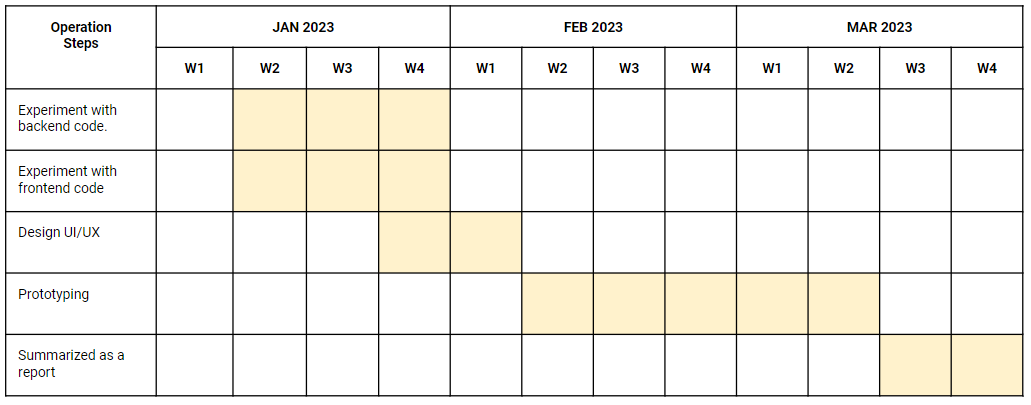 Operation
Steps
JAN 2023
FEB 2023
MAR 2023
W1
W2
W3
W4
W1
W2
W3
W4
W1
W2
W3
W4
Experiment with
backend code.
Experiment with
frontend code
Design UI/UX
Prototyping
Summarized as a
report